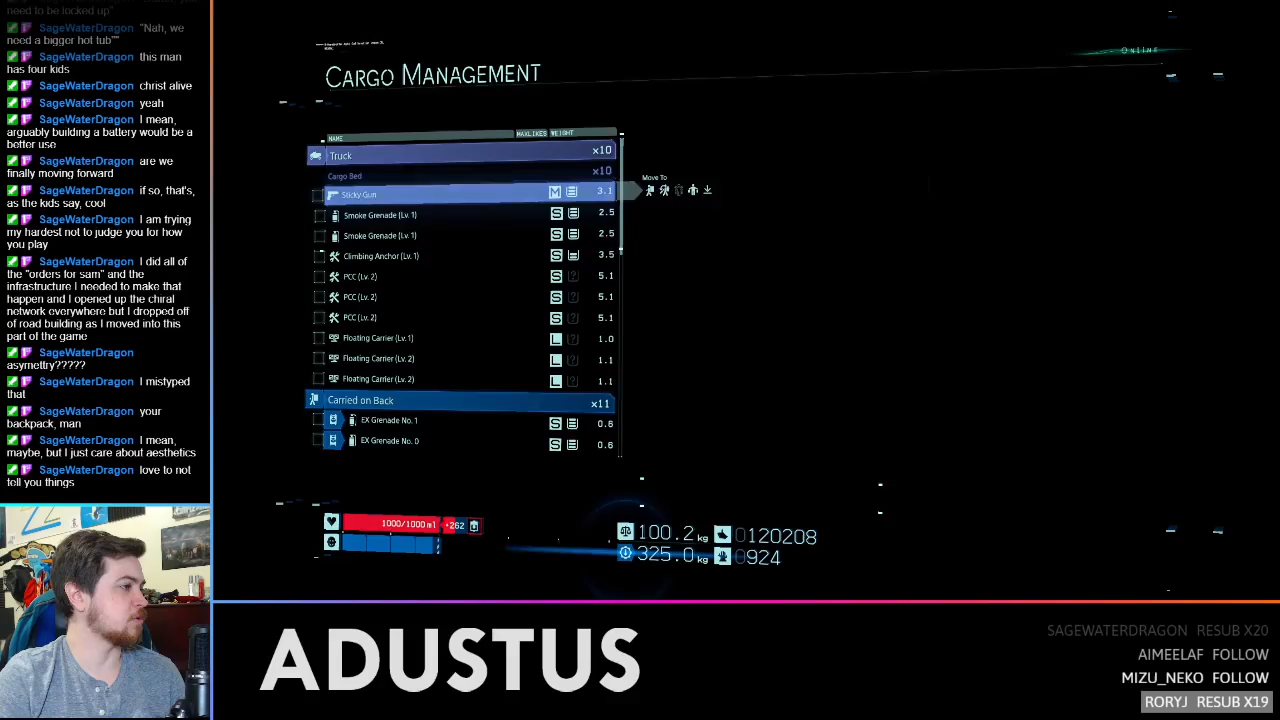 need to be locked up"
SageWaterDragon "Nah, we
need a bigger hot tub""
SageWaterDragon this man
has four kids
SageWaterDragon christ alive
SageWaterDragon yeah
SageWaterDragon I mean,
arguably building a battery would be a
better use
SageWaterDragon are we
finally moving forward
SageWaterDragon if so, that's,
as the kids say, cool
SageWaterDragon I am trying
my hardest not to judge you for how
you play
SageWaterDragon I did all of
the "orders for sam" and the
infrastructure I needed to make that
happen and I opened up the chiral
network everywhere but I dropped off
of road building as I moved into this
part of the game
SageWaterDragon
asymettry?????
SageWaterDragon I mistyped
that
SageWaterDragon your
backpack, man
SageWaterDragon I mean,
maybe, but I just care about aesthetics
SageWaterDragon love to not
tell you things
Online
Cargo Management
NAME MAXLIKES WEIGHT
Truck x10
Cargo Bed x10
Sticky Gun M 3.1
Move To
Smoke Grenade (Lv. 1) S 2.5
Smoke Grenade (Lv. 1) S 2.5
Climbing Anchor (Lv. 1) S 3.5
PCC (Lv. 2) S 5.1
PCC (Lv. 2) S 5.1
PCC (Lv. 2) S 5.1
Floating Carrier (Lv. 1) L 1.0
Floating Carrier (Lv. 2) L 1.1
Floating Carrier (Lv. 2) L 1.1
Carried on Back x11
EX Grenade No. 1 S 0.6
EX Grenade No. 0 S 0.6
1000/1000 ml +262
100.2 kg 0120208
325.0 kg 0924
ADUSTUS
SAGEWATERDRAGON RESUB X20
AIMEELAF FOLLOW
MIZU_NEKO FOLLOW
RORYJ RESUB X19